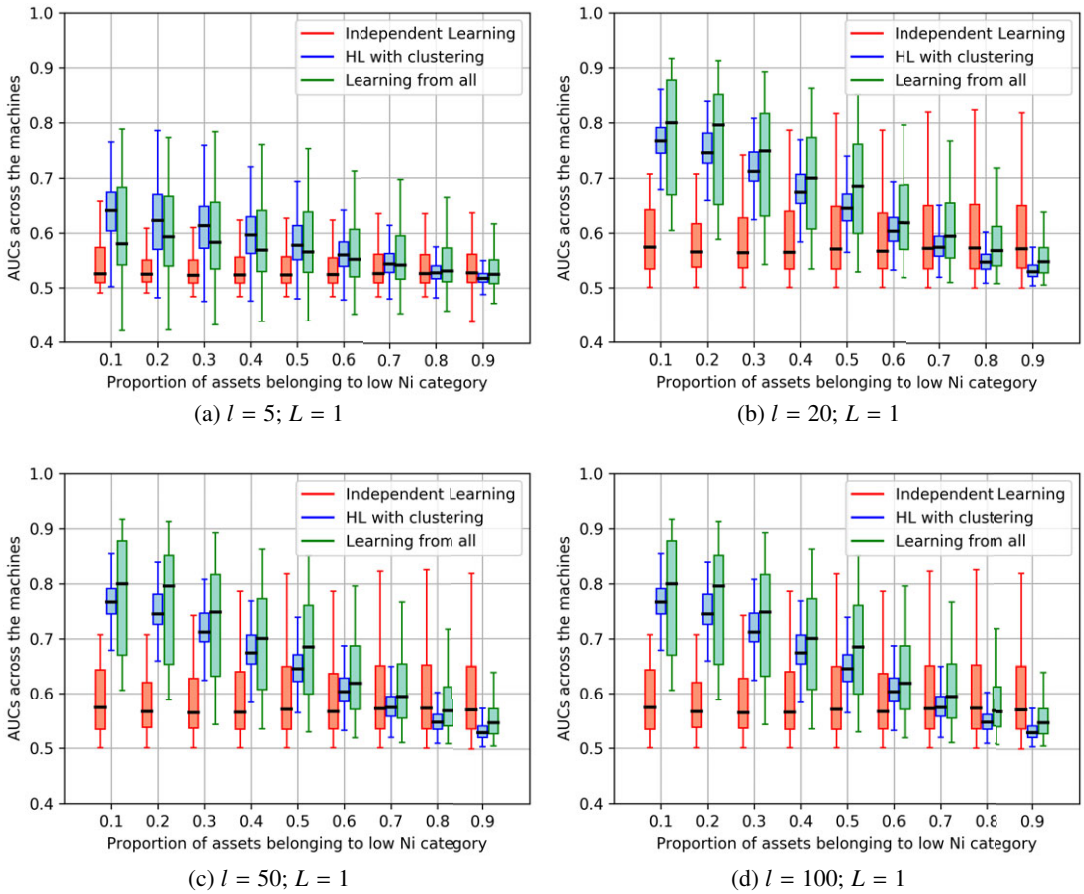 1.0
0.9
0.8
0.7
0.6
0.5
0.4
AUCs across the machines
Independent Learning
HL with clustering
Learning from all
0.1 0.2 0.3 0.4 0.5 0.6 0.7 0.8 0.9
Proportion of assets belonging to low Ni category
(a) l = 5; L = 1
1.0
0.9
0.8
0.7
0.6
0.5
0.4
AUCs across the machines
Independent Learning
HL with clustering
Learning from all
0.1 0.2 0.3 0.4 0.5 0.6 0.7 0.8 0.9
Proportion of assets belonging to low Ni category
(b) l = 20; L = 1
1.0
0.9
0.8
0.7
0.6
0.5
0.4
AUCs across the machines
Independent Learning
HL with clustering
Learning from all
0.1 0.2 0.3 0.4 0.5 0.6 0.7 0.8 0.9
Proportion of assets belonging to low Ni category
(c) l = 50; L = 1
1.0
0.9
0.8
0.7
0.6
0.5
0.4
AUCs across the machines
Independent Learning
HL with clustering
Learning from all
0.1 0.2 0.3 0.4 0.5 0.6 0.7 0.8 0.9
Proportion of assets belonging to low Ni category
(d) l = 100; L = 1